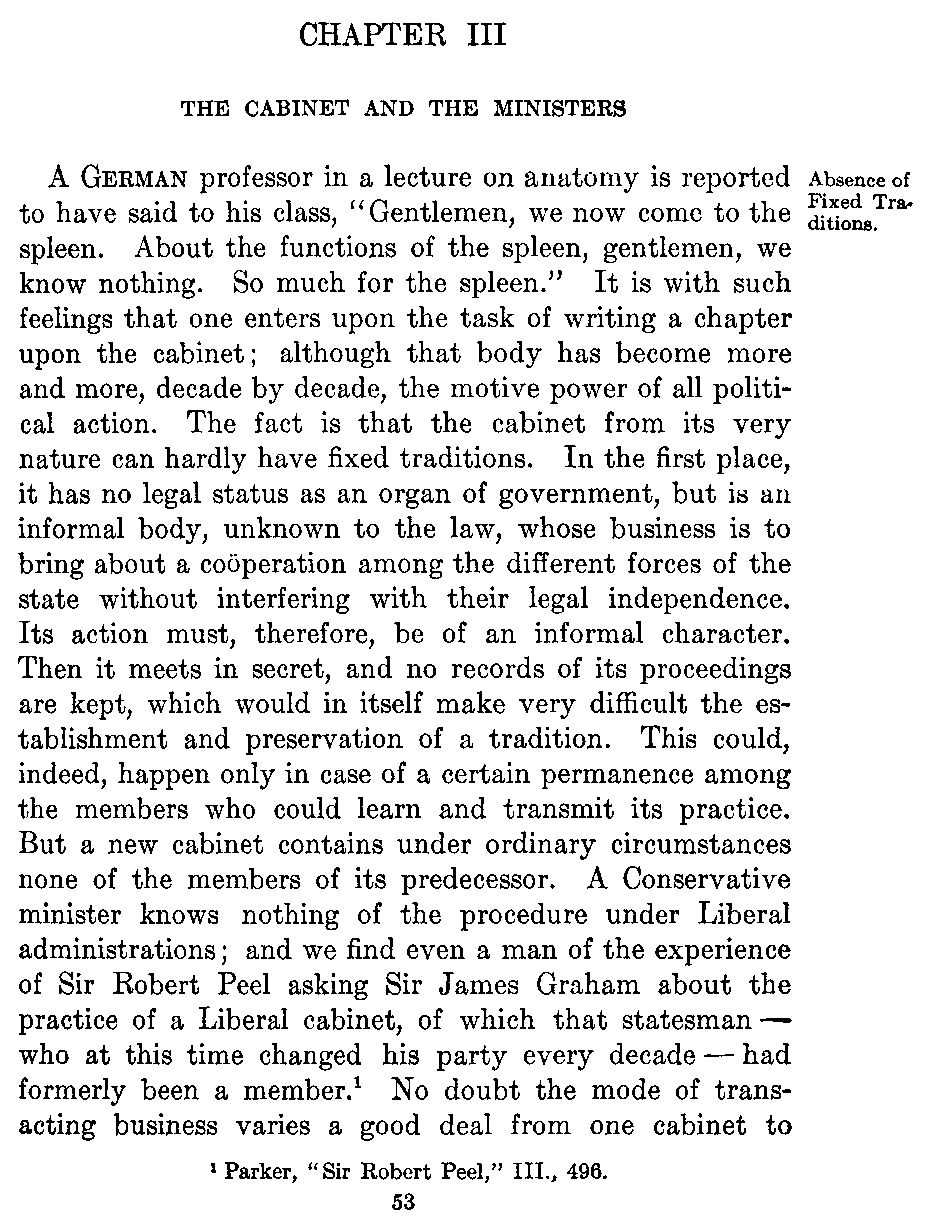 CHAPTER III
THE CABINET AND THE MINISTERS
A GERMAN professor in a lecture on anatomy is reported
to have said to his class, "Gentlemen, we now come to the
spleen. About the functions of the spleen, gentlemen, we
know nothing. So much for the spleen." It is with such
feelings that one enters upon the task of writing a chapter
upon the cabinet; although that body has become more
and more, decade by decade, the motive power of all politi-
cal action. The fact is that the cabinet from its very
nature can hardly have fixed traditions. In the first place,
it has no legal status as an organ of government, but is an
informal body, unknown to the law, whose business is to
bring about a coöperation among the different forces of the
state without interfering with their legal independence.
Its action must, therefore, be of an informal character.
Then it meets in secret, and no records of its proceedings
are kept, which would in itself make very difficult the es-
tablishment and preservation of a tradition. This could,
indeed, happen only in case of a certain permanence among
the members who could learn and transmit its practice.
But a new cabinet contains under ordinary circumstances
none of the members of its predecessor. A Conservative
minister knows nothing of the procedure under Liberal
administrations; and we find even a man of the experience
of Sir Robert Peel asking Sir James Graham about the
practice of a Liberal cabinet, of which that statesman —
who at this time changed his party every decade — had
formerly been a member.¹ No doubt the mode of trans-
acting business varies a good deal from one cabinet to
Absence of
Fixed Tra-
ditions.
¹ Parker, "Sir Robert Peel," III., 496.
53